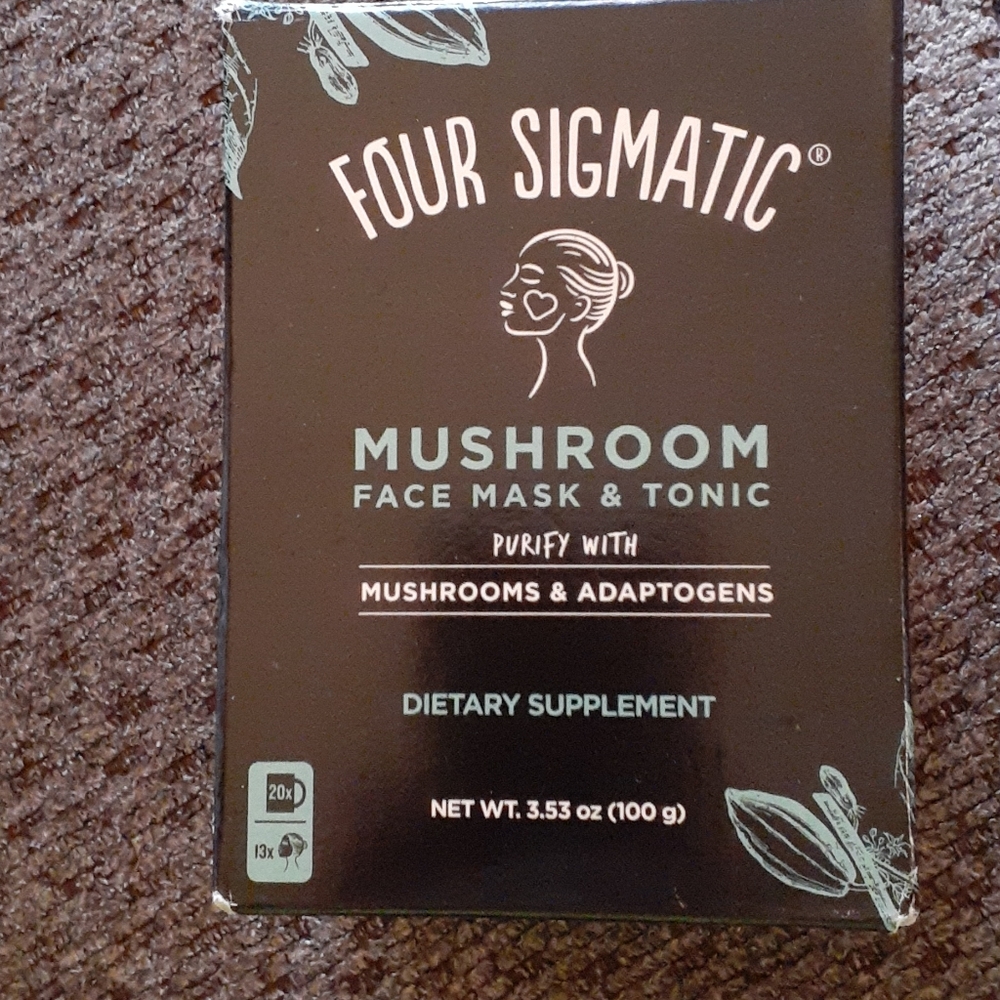 FOUR SIGMATIC®
MUSHROOM
FACE MASK & TONIC
PURIFY WITH
MUSHROOMS & ADAPTOGENS
DIETARY SUPPLEMENT
20x
NET WT. 3.53 oz (100 g)
13x